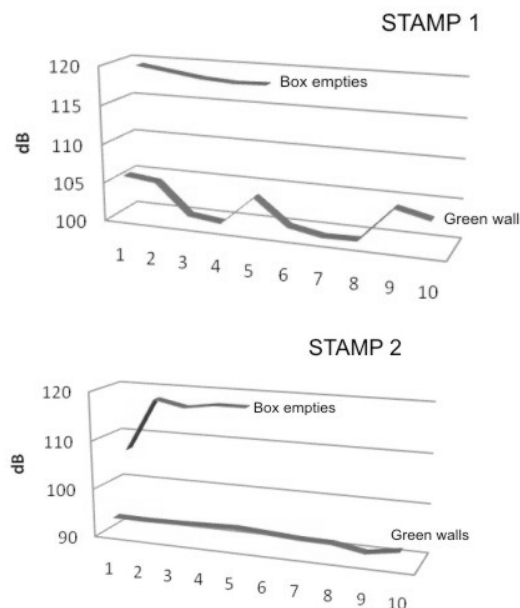 STAMP 1
120
115
110
105
100
dB
Box empties
Green wall
1 2 3 4 5 6 7 8 9 10
STAMP 2
120
110
100
90
dB
Box empties
Green walls
1 2 3 4 5 6 7 8 9 10